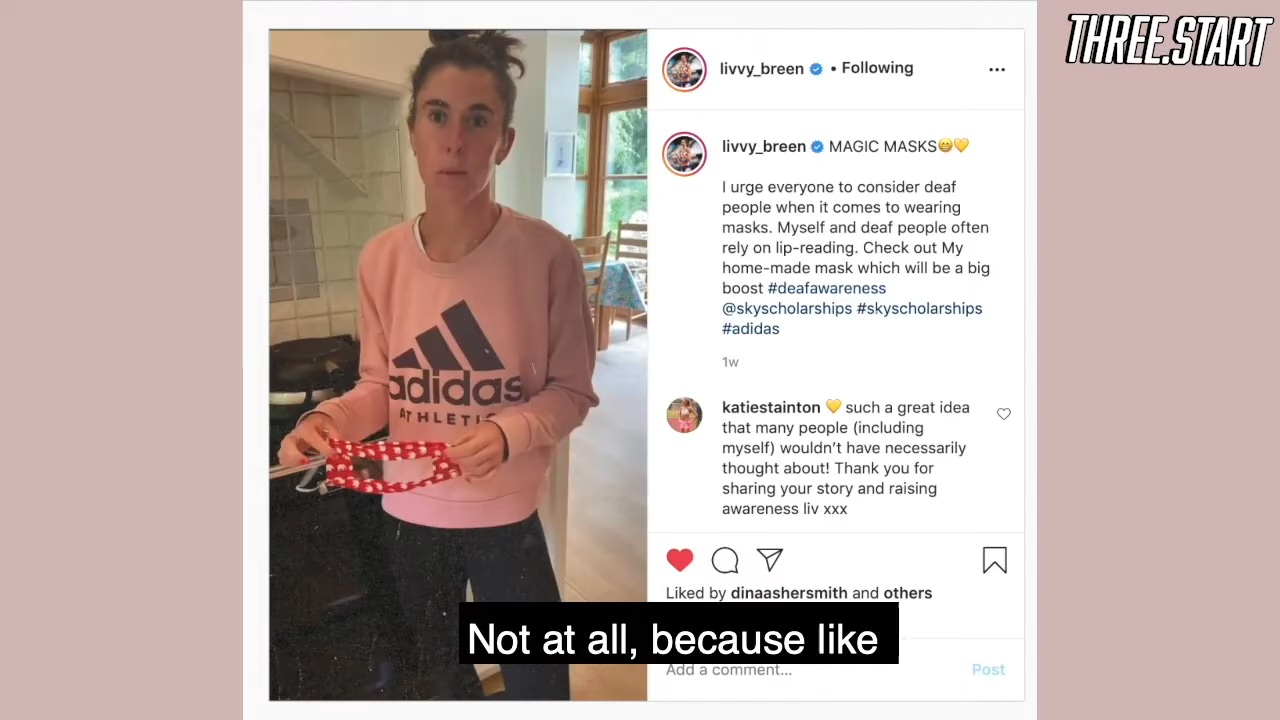 THREE.START
livvy_breen • Following
livvy_breen MAGIC MASKS😁💛
I urge everyone to consider deaf
people when it comes to wearing
masks. Myself and deaf people often
rely on lip-reading. Check out My
home-made mask which will be a big
boost #deafawareness
@skyscholarships #skyscholarships
#adidas
1w
katiestainton 💛 such a great idea
that many people (including
myself) wouldn’t have necessarily
thought about! Thank you for
sharing your story and raising
awareness liv xxx
Liked by dinaashersmith and others
Add a comment...
Post
adidas
ATHLETI
Not at all, because like